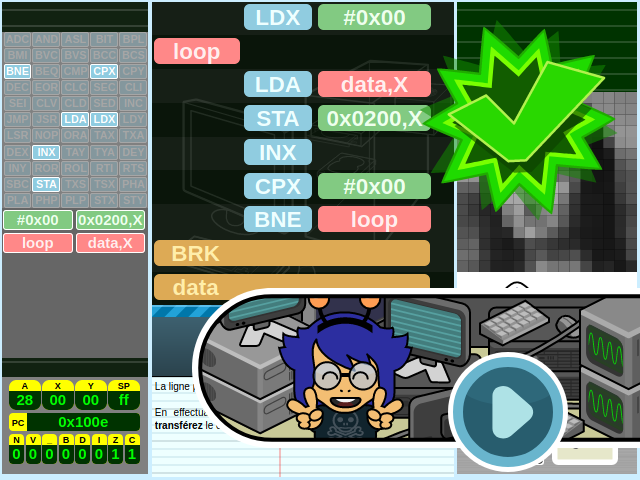 ADC AND ASL BIT BPL
BMI BVC BVS BCC BCS
BNE BEQ CMP CPX CPY
DEC EOR CLC SEC CLI
SEI CLV CLD SED INC
JMP JSR LDA LDX LDY
LSR NOP ORA TAX TXA
DEX INX TAY TYA DEY
INY ROR ROL RTI RTS
SBC STA TXS TSX PHA
PLA PHP PLP STX STY
#0x00 0x0200,X
loop data,X
A X Y SP
28 00 00 ff
PC 0x100e
N V _ B D I Z C
0 0 0 0 0 0 1 1
LDX #0x00
loop
LDA data,X
STA 0x0200,X
INX
CPX #0x00
BNE loop
BRK
data
La ligne
En effectu
transférez le